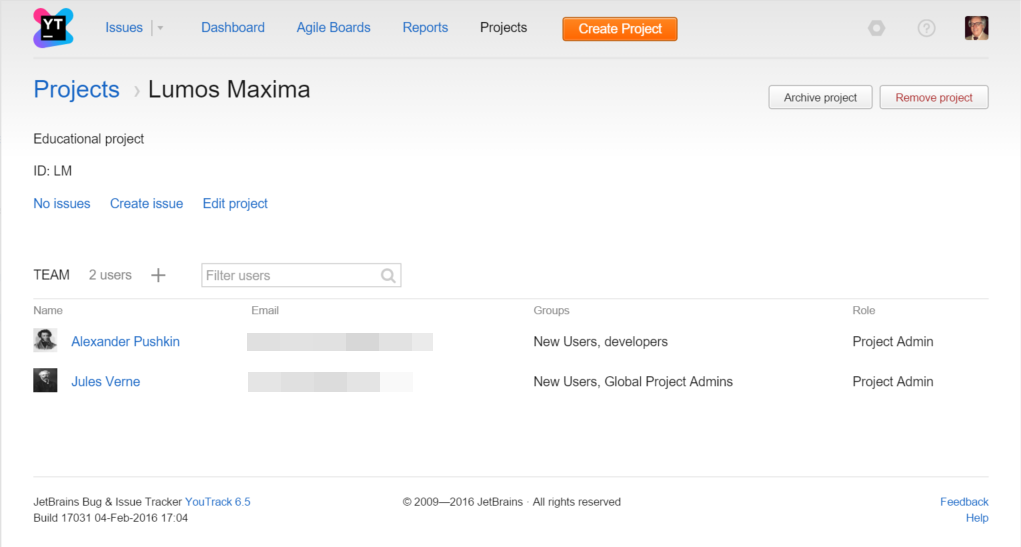 YT
Issues Dashboard Agile Boards Reports Projects Create Project
Projects › Lumos Maxima
Archive project Remove project
Educational project
ID: LM
No issues Create issue Edit project
TEAM 2 users + Filter users
Name Email Groups Role
Alexander Pushkin New Users, developers Project Admin
Jules Verne New Users, Global Project Admins Project Admin
JetBrains Bug & Issue Tracker YouTrack 6.5 © 2009—2016 JetBrains · All rights reserved Feedback
Build 17031 04-Feb-2016 17:04 Help